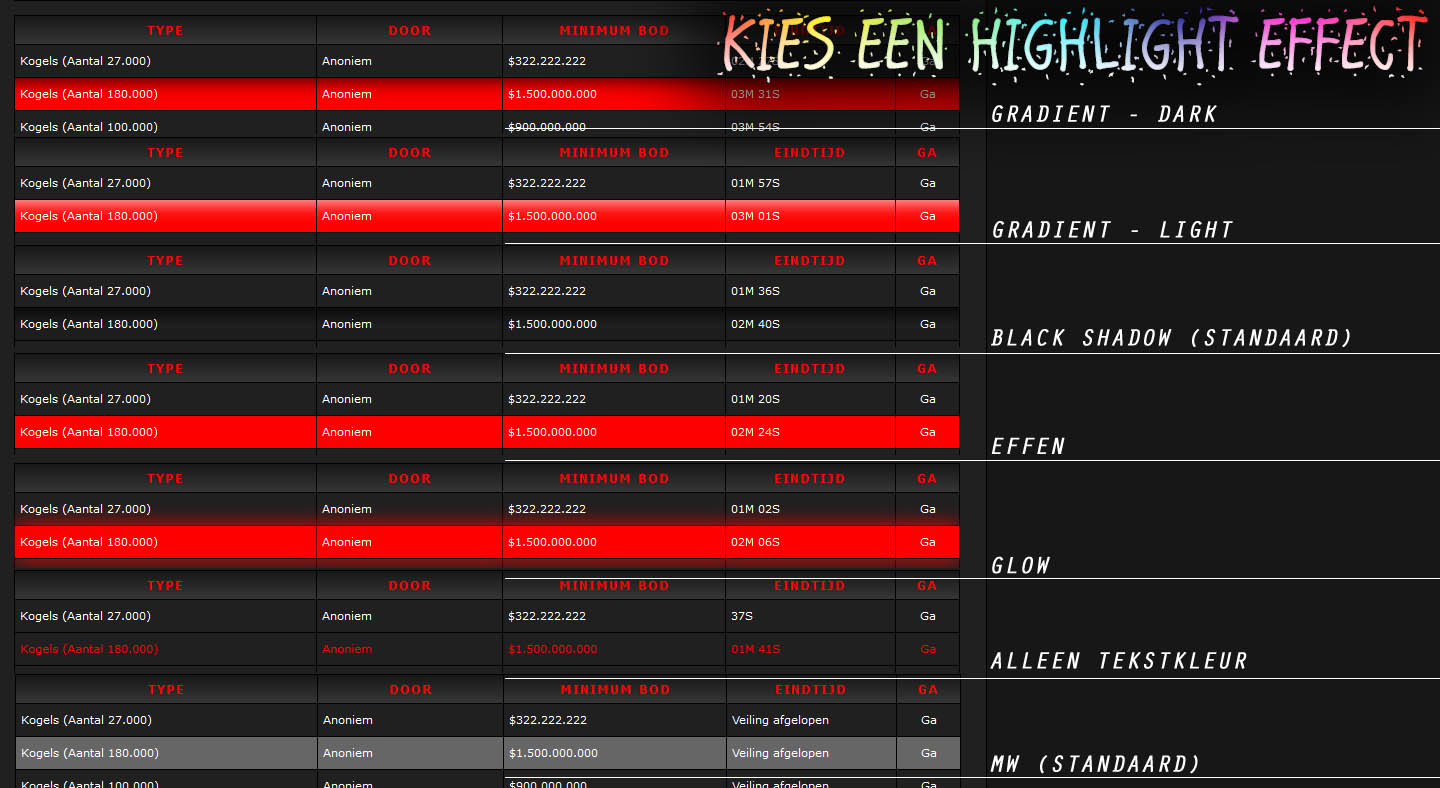 KIES EEN HIGHLIGHT EFFECT
TYPE DOOR MINIMUM BOD EINDTIJD GA
Kogels (Aantal 27.000) Anoniem $322.222.222 Ga
Kogels (Aantal 180.000) Anoniem $1.500.000.000 03M 31S Ga
GRADIENT - DARK
Kogels (Aantal 100.000) Anoniem $900.000.000 03M 54S Ga
TYPE DOOR MINIMUM BOD EINDTIJD GA
Kogels (Aantal 27.000) Anoniem $322.222.222 01M 57S Ga
Kogels (Aantal 180.000) Anoniem $1.500.000.000 03M 01S Ga
GRADIENT - LIGHT
TYPE DOOR MINIMUM BOD EINDTIJD GA
Kogels (Aantal 27.000) Anoniem $322.222.222 01M 36S Ga
Kogels (Aantal 180.000) Anoniem $1.500.000.000 02M 40S Ga
BLACK SHADOW (STANDAARD)
TYPE DOOR MINIMUM BOD EINDTIJD GA
Kogels (Aantal 27.000) Anoniem $322.222.222 01M 20S Ga
Kogels (Aantal 180.000) Anoniem $1.500.000.000 02M 24S Ga
EFFEN
TYPE DOOR MINIMUM BOD EINDTIJD GA
Kogels (Aantal 27.000) Anoniem $322.222.222 01M 02S Ga
Kogels (Aantal 180.000) Anoniem $1.500.000.000 02M 06S Ga
GLOW
TYPE DOOR MINIMUM BOD EINDTIJD GA
Kogels (Aantal 27.000) Anoniem $322.222.222 37S Ga
Kogels (Aantal 180.000) Anoniem $1.500.000.000 01M 41S Ga
ALLEEN TEKSTKLEUR
TYPE DOOR MINIMUM BOD EINDTIJD GA
Kogels (Aantal 27.000) Anoniem $322.222.222 Veiling afgelopen Ga
Kogels (Aantal 180.000) Anoniem $1.500.000.000 Veiling afgelopen Ga
MW (STANDAARD)
Kogels (Aantal 100.000) Anoniem $900.000.000 Veiling afgelopen Ga